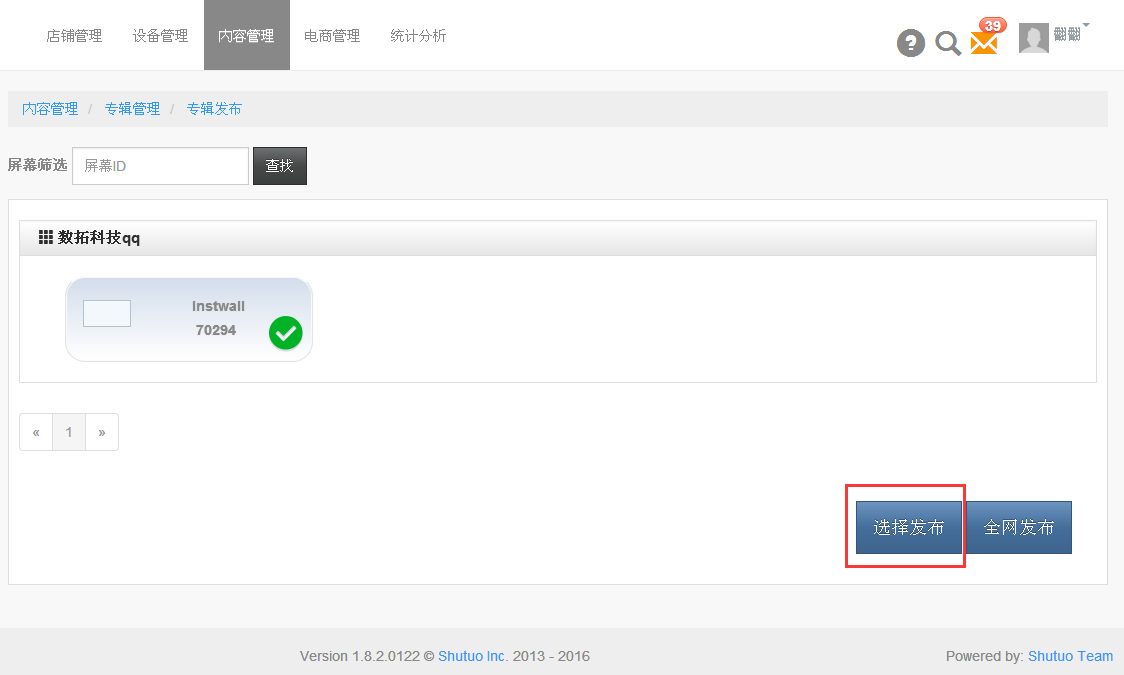 店铺管理 设备管理 内容管理 电商管理 统计分析 ? 39 翻翻
内容管理 / 专辑管理 / 专辑发布
屏幕筛选 屏幕ID 查找
数拓科技qq
Instwall
70294
« 1 »
选择发布 全网发布
Version 1.8.2.0122 © Shutuo Inc. 2013 - 2016 Powered by: Shutuo Team